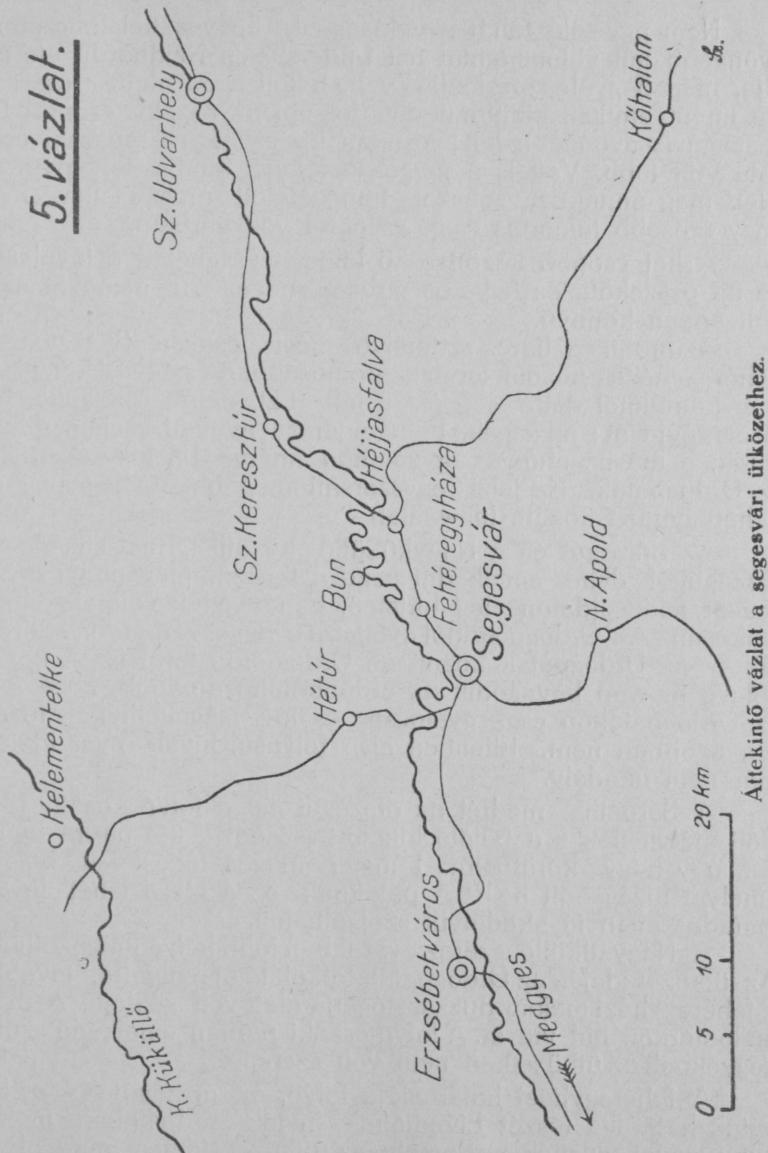 5. vázlat.
Sz.Udvarhely
Kőhalom
Sz.Keresztúr
Héjjasfalva
Bun
Fehéregyháza
Segesvár
N.Apold
Kelementelke
Hétúr
K.Küküllő
Erzsébetváros
Medgyes
0 5 10 20 km
Áttekintő vázlat a segesvári ütközethez.